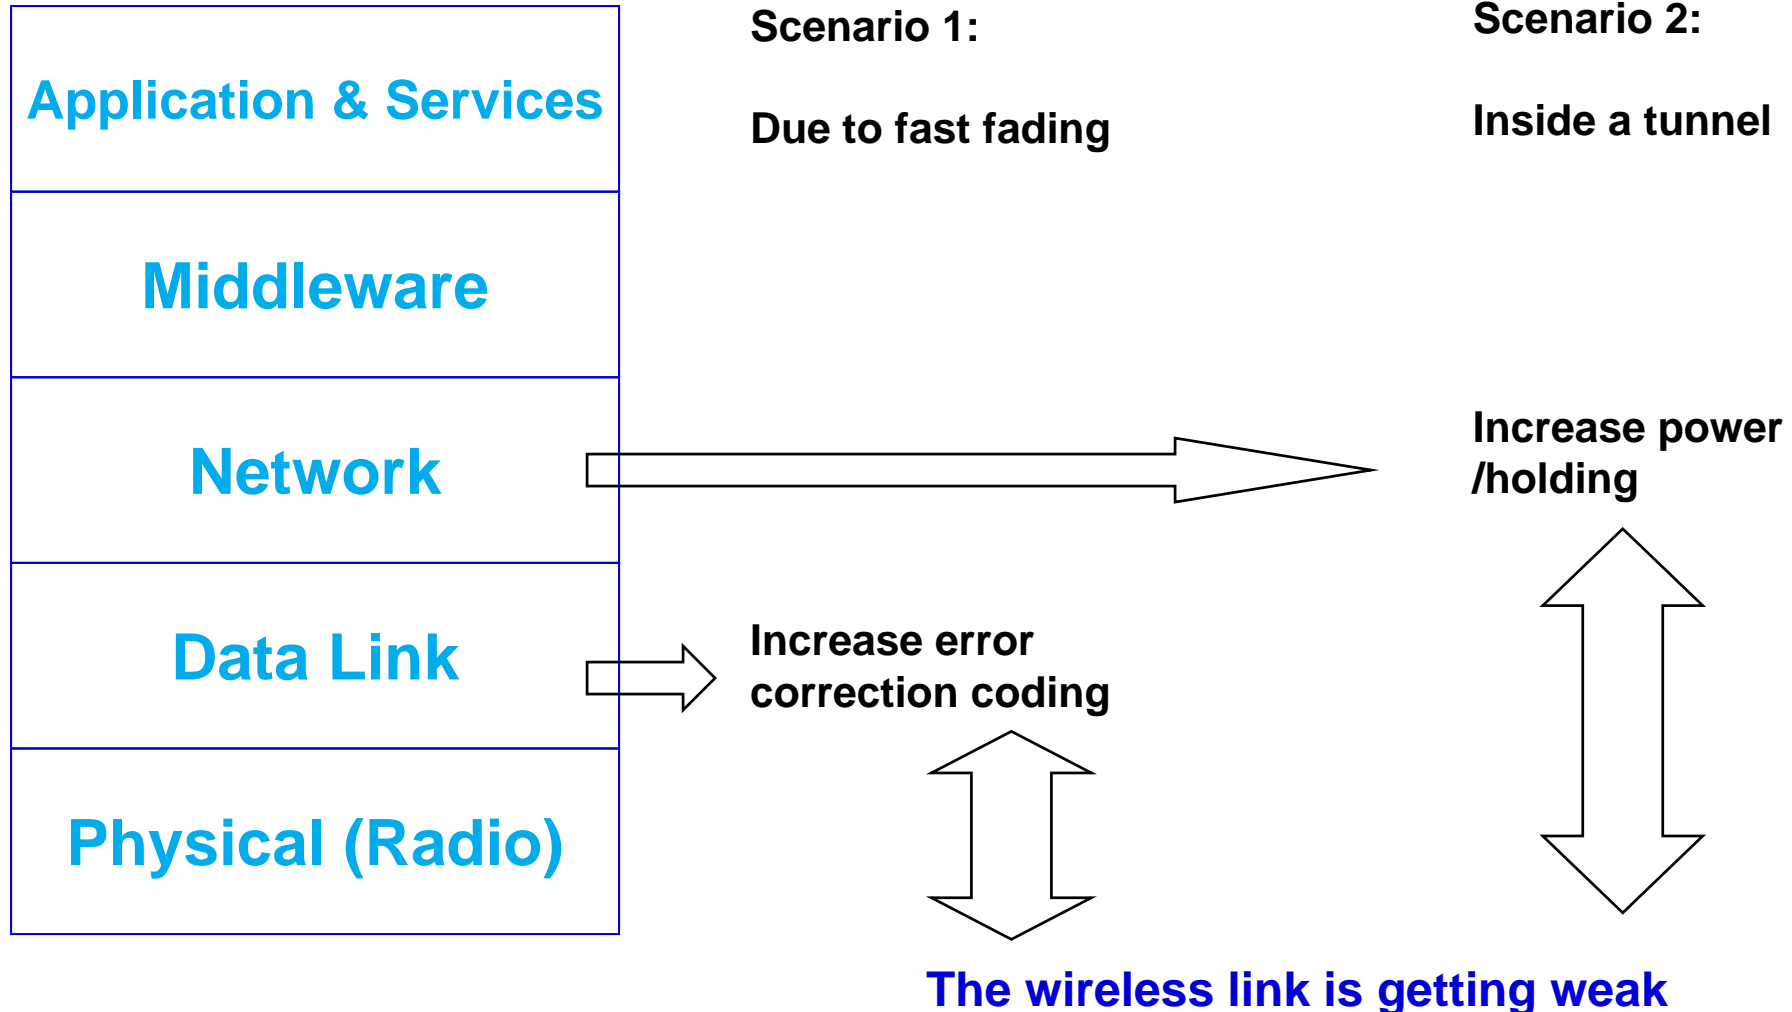 Application & Services
Middleware
Network
Data Link
Physical (Radio)
Scenario 1:
Due to fast fading
Increase error
correction coding
Scenario 2:
Inside a tunnel
Increase power
/holding
The wireless link is getting weak